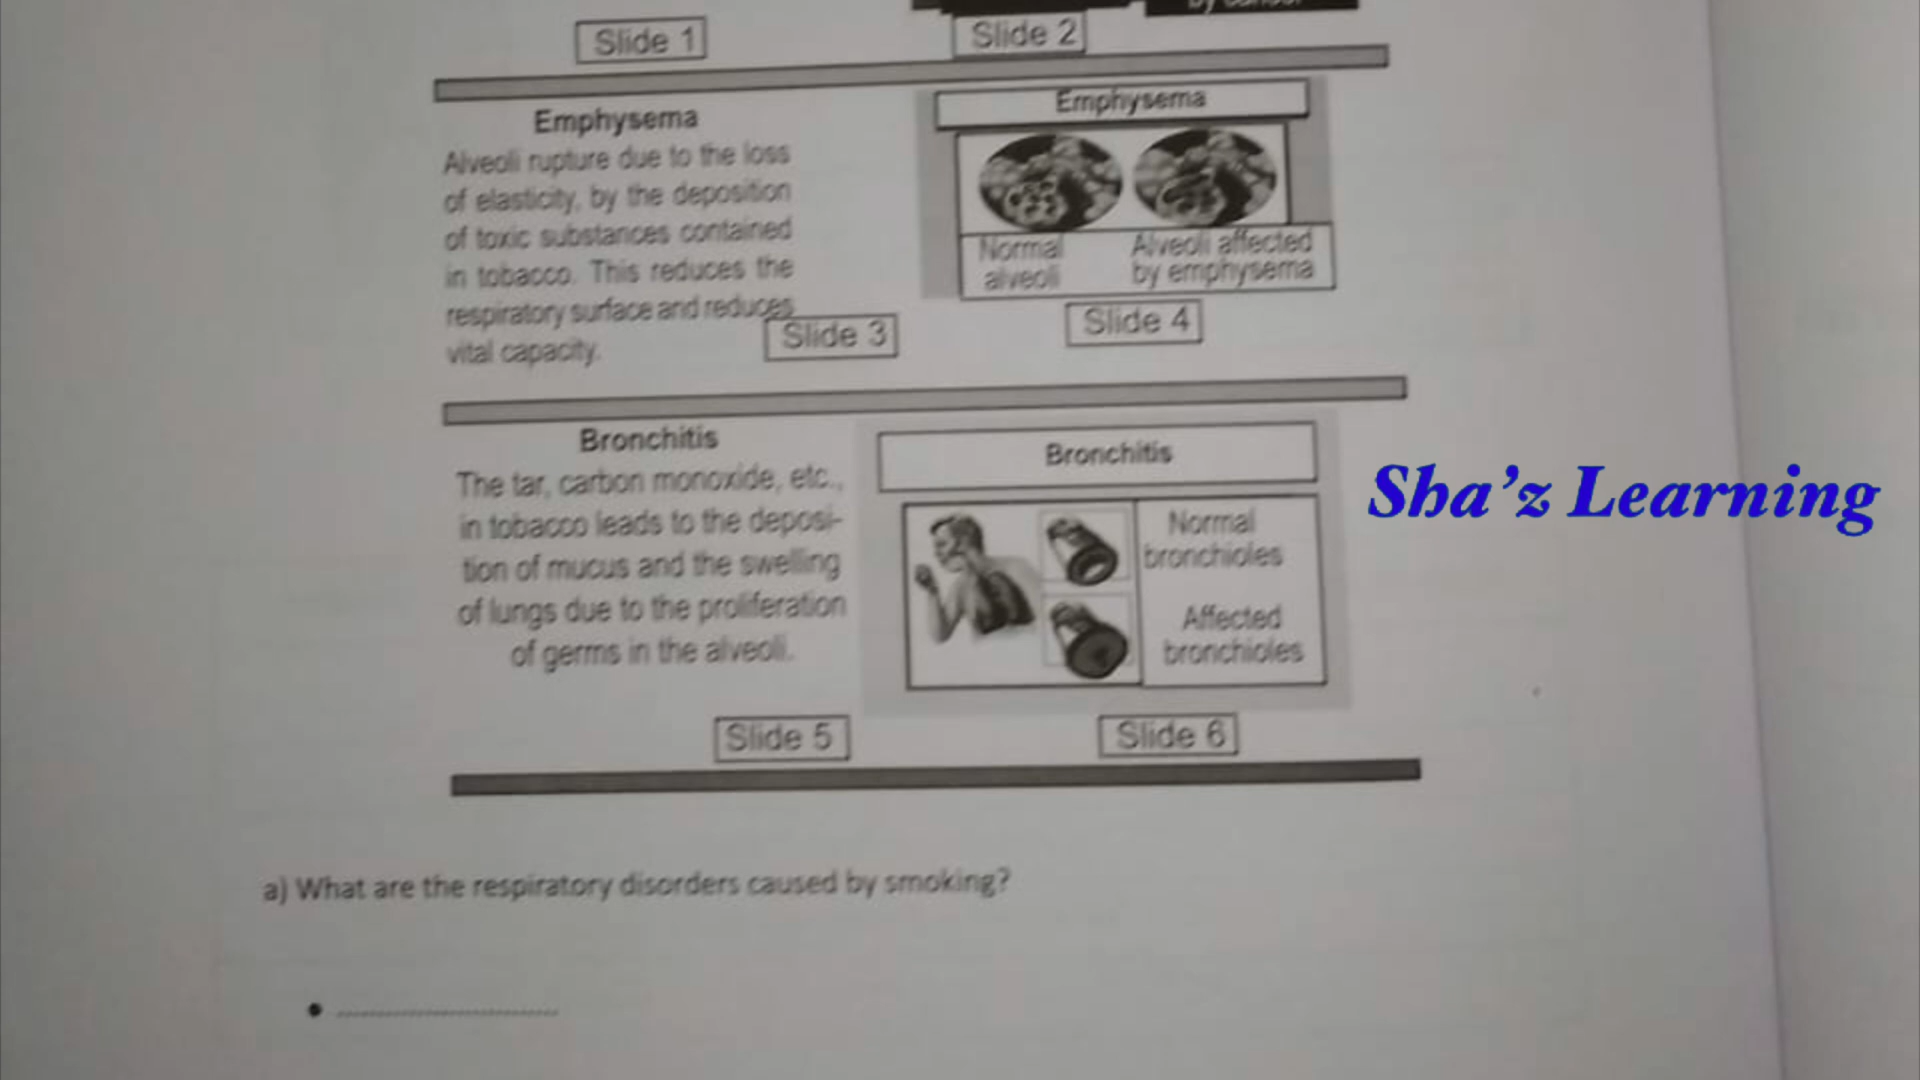 by cancer
Slide 1
Slide 2
Emphysema
Alveoli rupture due to the loss
of elasticity, by the deposition
of toxic substances contained
in tobacco. This reduces the
respiratory surface and reduces
vital capacity.
Slide 3
Emphysema
Normal
alveoli
Alveoli affected
by emphysema
Slide 4
Bronchitis
The tar, carbon monoxide, etc.,
in tobacco leads to the deposi-
tion of mucus and the swelling
of lungs due to the proliferation
of germs in the alveoli.
Slide 5
Bronchitis
Normal
bronchioles
Affected
bronchioles
Slide 6
Sha'z Learning
a) What are the respiratory disorders caused by smoking?